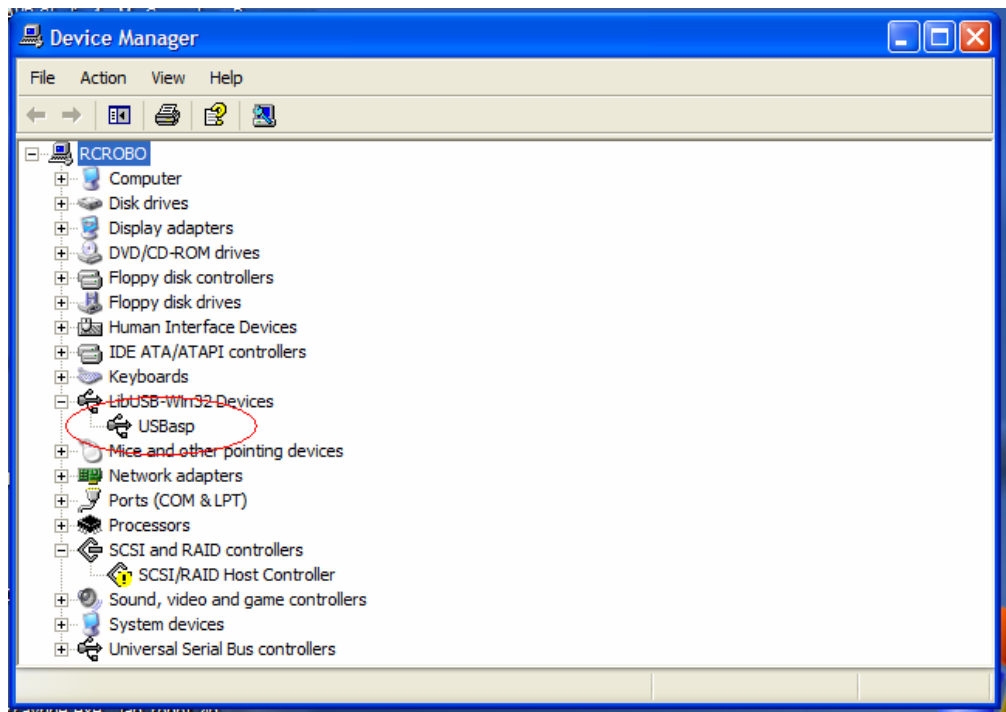 Device Manager
File Action View Help
RCROBO
Computer
Disk drives
Display adapters
DVD/CD-ROM drives
Floppy disk controllers
Floppy disk drives
Human Interface Devices
IDE ATA/ATAPI controllers
Keyboards
LibUSB-Win32 Devices
USBasp
Mice and other pointing devices
Network adapters
Ports (COM & LPT)
Processors
SCSI and RAID controllers
SCSI/RAID Host Controller
Sound, video and game controllers
System devices
Universal Serial Bus controllers